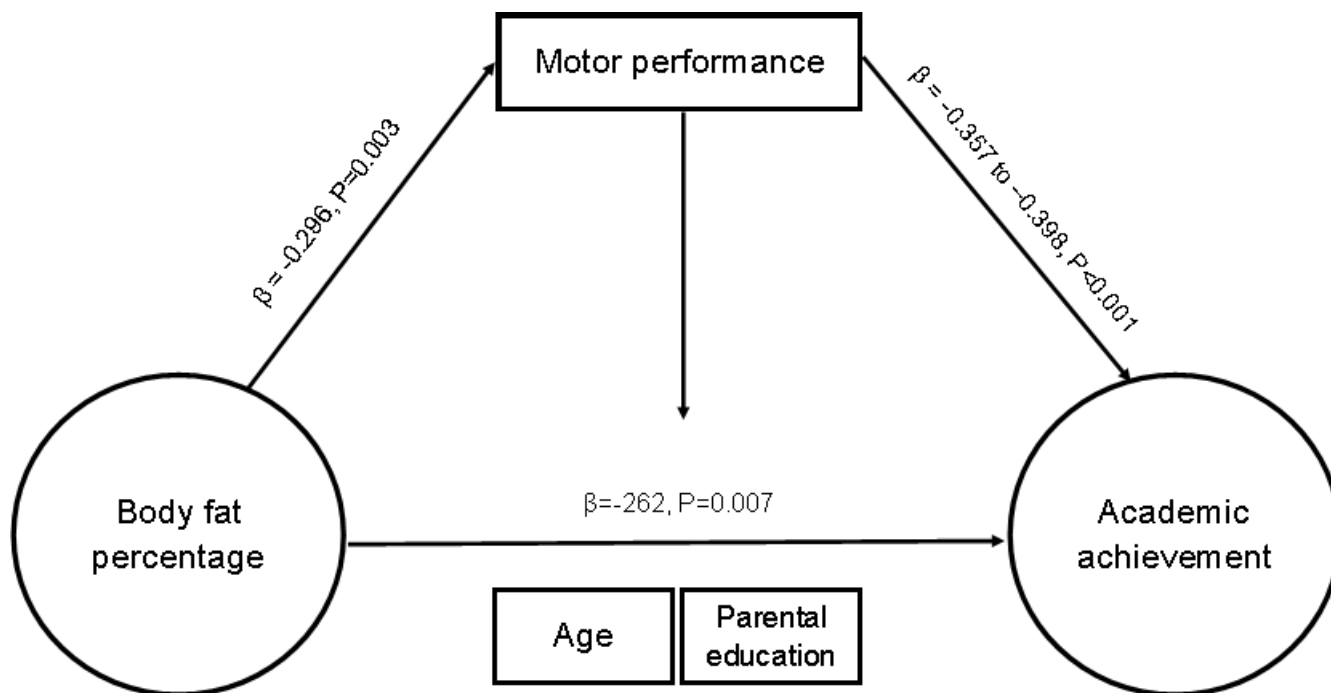 Motor performance
β = -0.296, P=0.003
β = -0.357 to -0.398, P<0.001
β=-262, P=0.007
Body fat
percentage
Academic
achievement
Age
Parental
education